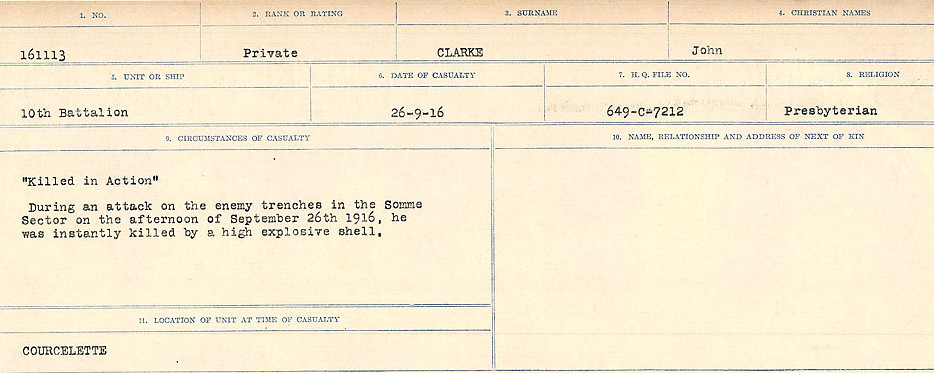 1. NO. 2. RANK OR RATING 3. SURNAME 4. CHRISTIAN NAMES
161113 Private CLARKE John
5. UNIT OR SHIP 6. DATE OF CASUALTY 7. H.Q. FILE NO. 8. RELIGION
10th Battalion 26-9-16 649-C-7212 Presbyterian
9. CIRCUMSTANCES OF CASUALTY 10. NAME, RELATIONSHIP AND ADDRESS OF NEXT OF KIN
"Killed in Action"
During an attack on the enemy trenches in the Somme
Sector on the afternoon of September 26th 1916, he
was instantly killed by a high explosive shell.
11. LOCATION OF UNIT AT TIME OF CASUALTY
COURCELETTE